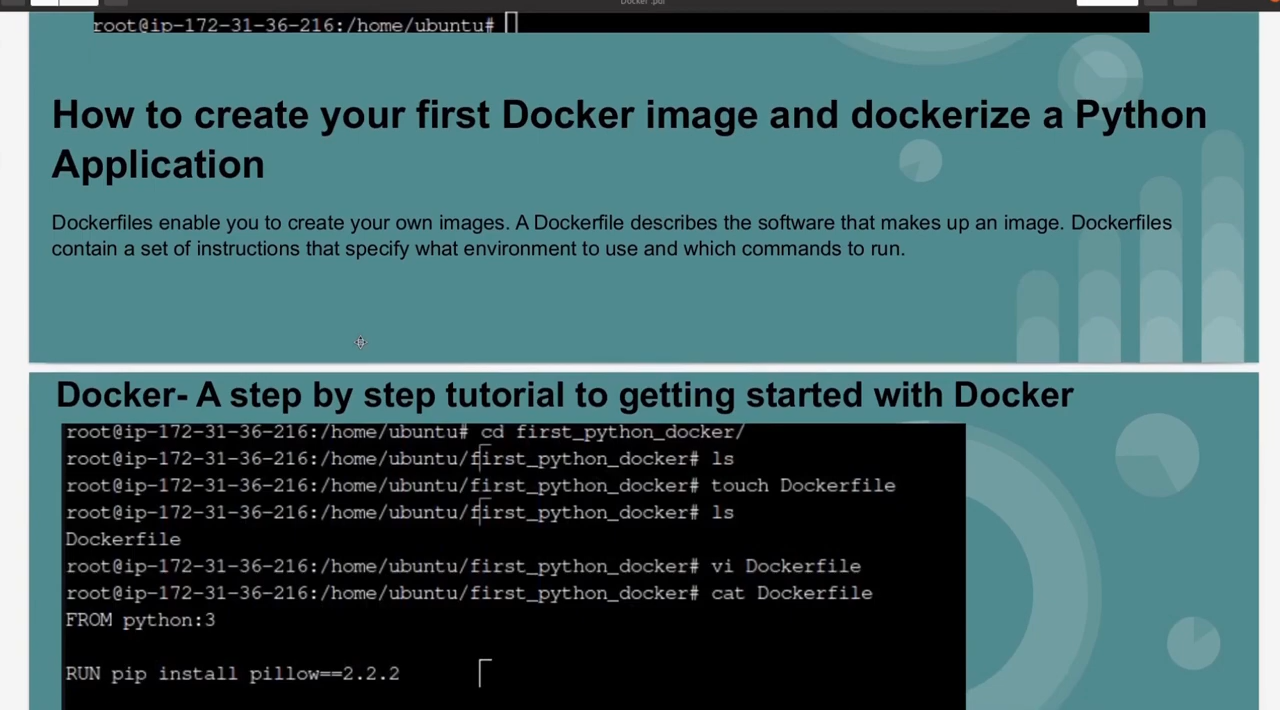 Docker .pdf
root@ip-172-31-36-216:/home/ubuntu#
How to create your first Docker image and dockerize a Python
Application
Dockerfiles enable you to create your own images. A Dockerfile describes the software that makes up an image. Dockerfiles
contain a set of instructions that specify what environment to use and which commands to run.
Docker- A step by step tutorial to getting started with Docker
root@ip-172-31-36-216:/home/ubuntu# cd first_python_docker/
root@ip-172-31-36-216:/home/ubuntu/first_python_docker# ls
root@ip-172-31-36-216:/home/ubuntu/first_python_docker# touch Dockerfile
root@ip-172-31-36-216:/home/ubuntu/first_python_docker# ls
Dockerfile
root@ip-172-31-36-216:/home/ubuntu/first_python_docker# vi Dockerfile
root@ip-172-31-36-216:/home/ubuntu/first_python_docker# cat Dockerfile
FROM python:3
RUN pip install pillow==2.2.2